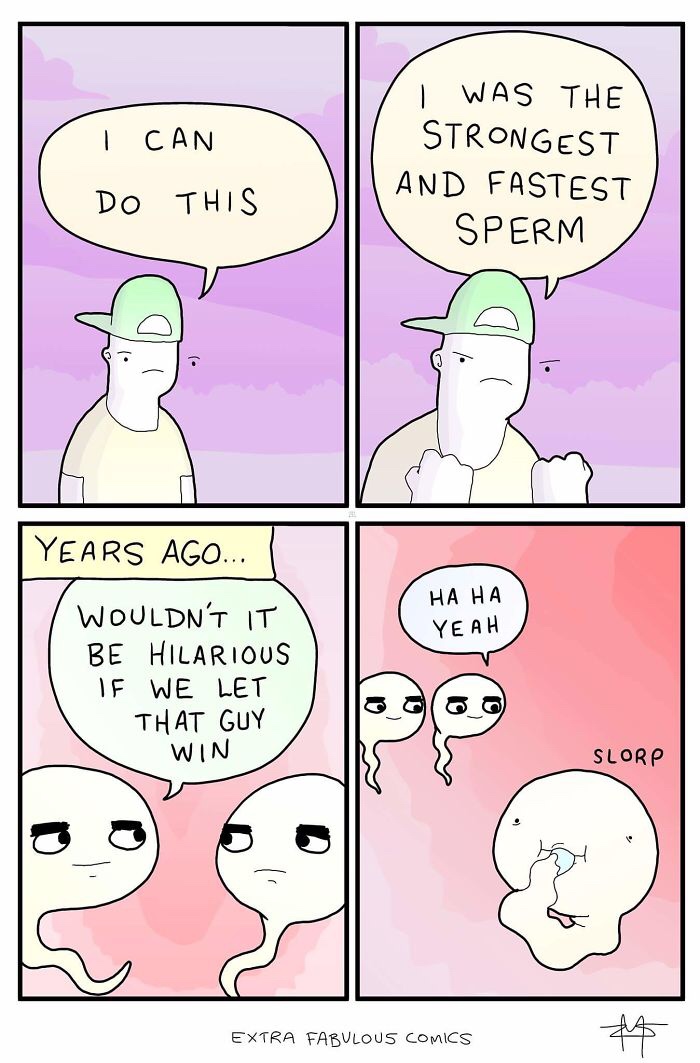 I CAN
DO THIS
I WAS THE
STRONGEST
AND FASTEST
SPERM
YEARS AGO...
WOULDN'T IT
BE HILARIOUS
IF WE LET
THAT GUY
WIN
HA HA
YEAH
SLORP
EXTRA FABULOUS COMICS